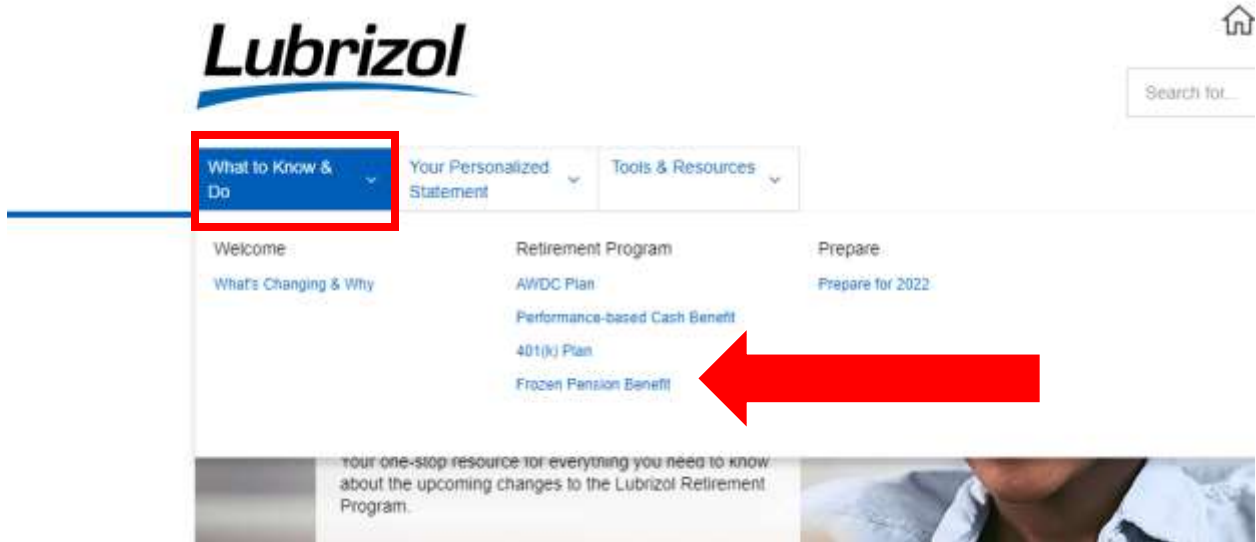 Lubrizol
Search for...
What to Know &
Do
Your Personalized
Statement
Tools & Resources
Welcome
What's Changing & Why
Retirement Program
AWDC Plan
Performance-based Cash Benefit
401(k) Plan
Frozen Pension Benefit
Prepare
Prepare for 2022
Your one-stop resource for everything you need to know
about the upcoming changes to the Lubrizol Retirement
Program.